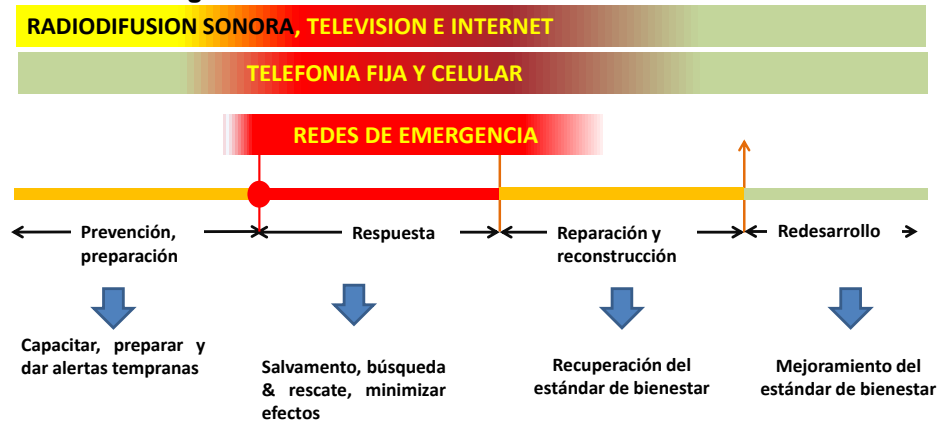 RADIODIFUSION SONORA, TELEVISION E INTERNET
TELEFONIA FIJA Y CELULAR
REDES DE EMERGENCIA
Prevención,
preparación
Respuesta
Reparación y
reconstrucción
Redesarrollo
Capacitar, preparar y
dar alertas tempranas
Salvamento, búsqueda
& rescate, minimizar
efectos
Recuperación del
estándar de bienestar
Mejoramiento del
estándar de bienestar